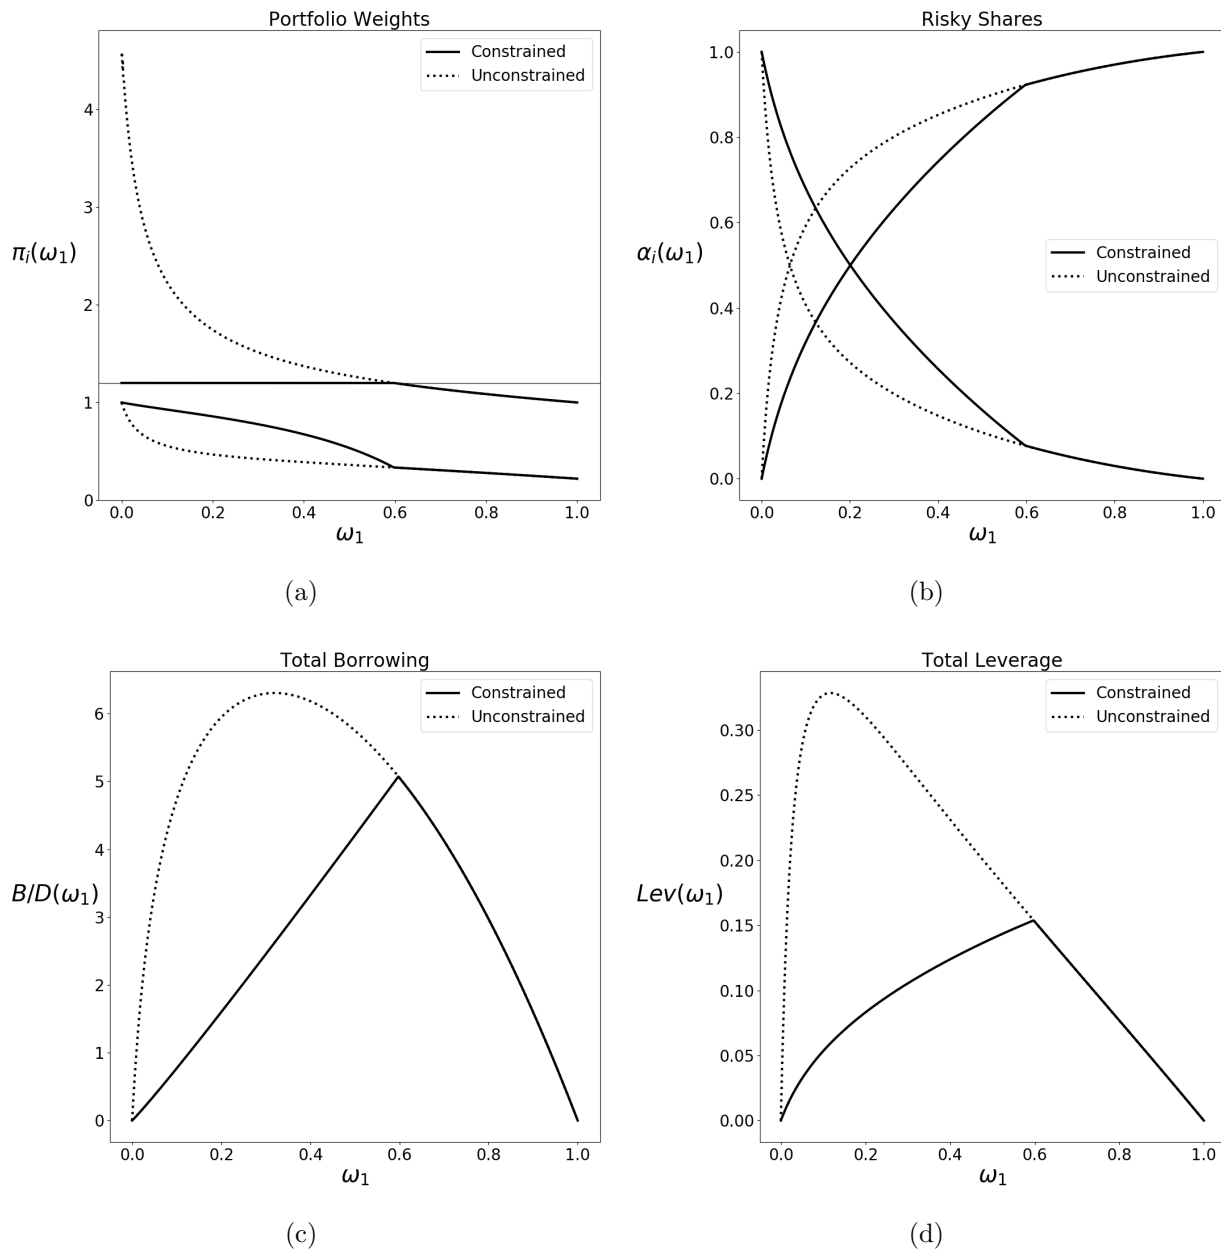 Portfolio Weights
Constrained
Unconstrained
4
3
2
1
0
πᵢ(ω₁)
0.0 0.2 0.4 0.6 0.8 1.0
ω₁
(a)
Risky Shares
1.0
0.8
0.6
0.4
0.2
0.0
αᵢ(ω₁)
Constrained
Unconstrained
0.0 0.2 0.4 0.6 0.8 1.0
ω₁
(b)
Total Borrowing
Constrained
Unconstrained
6
5
4
3
2
1
0
B/D(ω₁)
0.0 0.2 0.4 0.6 0.8 1.0
ω₁
(c)
Total Leverage
Constrained
Unconstrained
0.30
0.25
0.20
0.15
0.10
0.05
0.00
Lev(ω₁)
0.0 0.2 0.4 0.6 0.8 1.0
ω₁
(d)